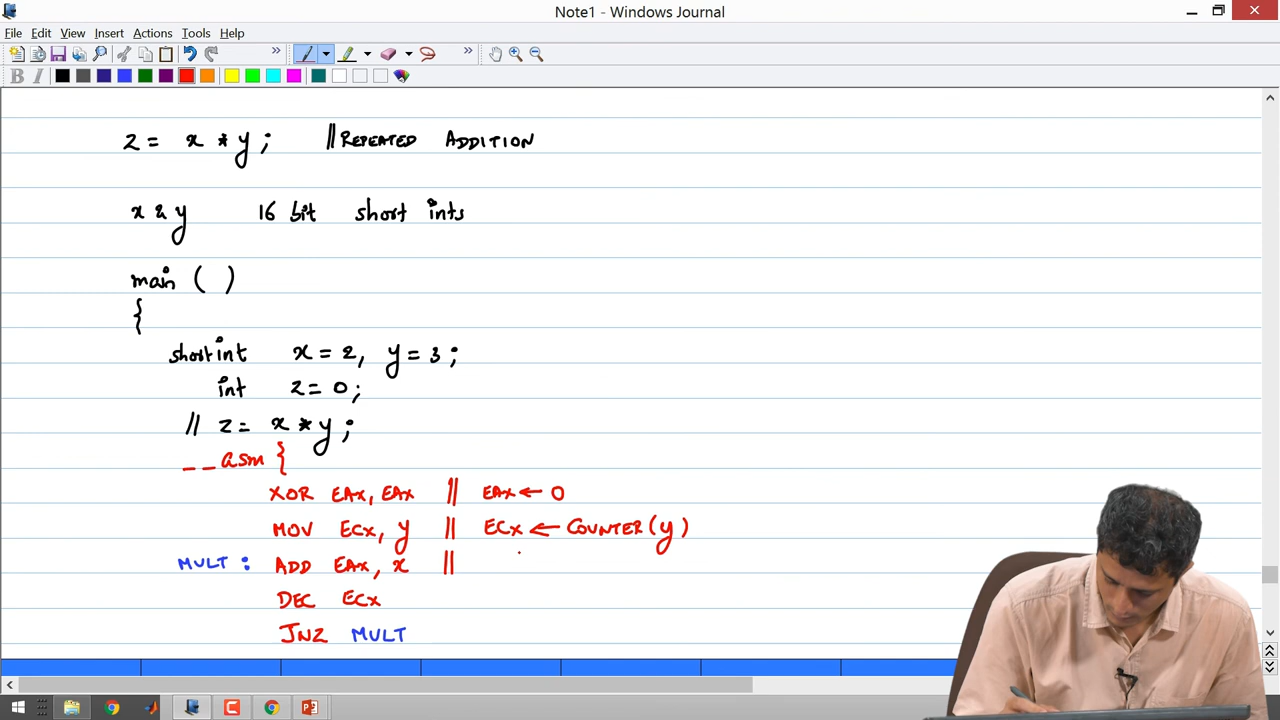 Note1 - Windows Journal
File Edit View Insert Actions Tools Help
B I
z = x * y ; // REPEATED ADDITION
x & y 16 bit short ints
main ( )
{
short int x = 2, y = 3 ;
int z = 0 ;
// z = x * y ;
__asm {
XOR EAX, EAX // EAX ← 0
MOV ECX, y // ECX ← COUNTER (y)
MULT : ADD EAX, x //
DEC ECX
JNZ MULT